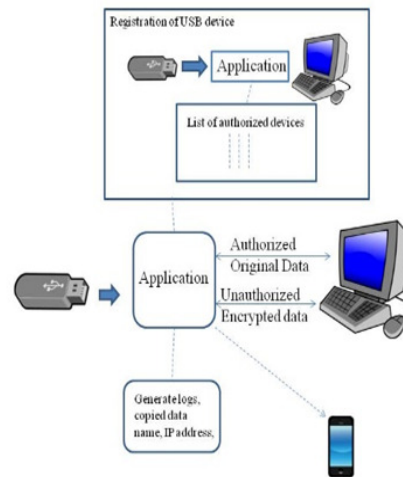 Registration of USB device
Application
List of authorized devices
Application
Authorized
Original Data
Unauthorized
Encrypted data
Generate logs,
copied data
name, IP address,